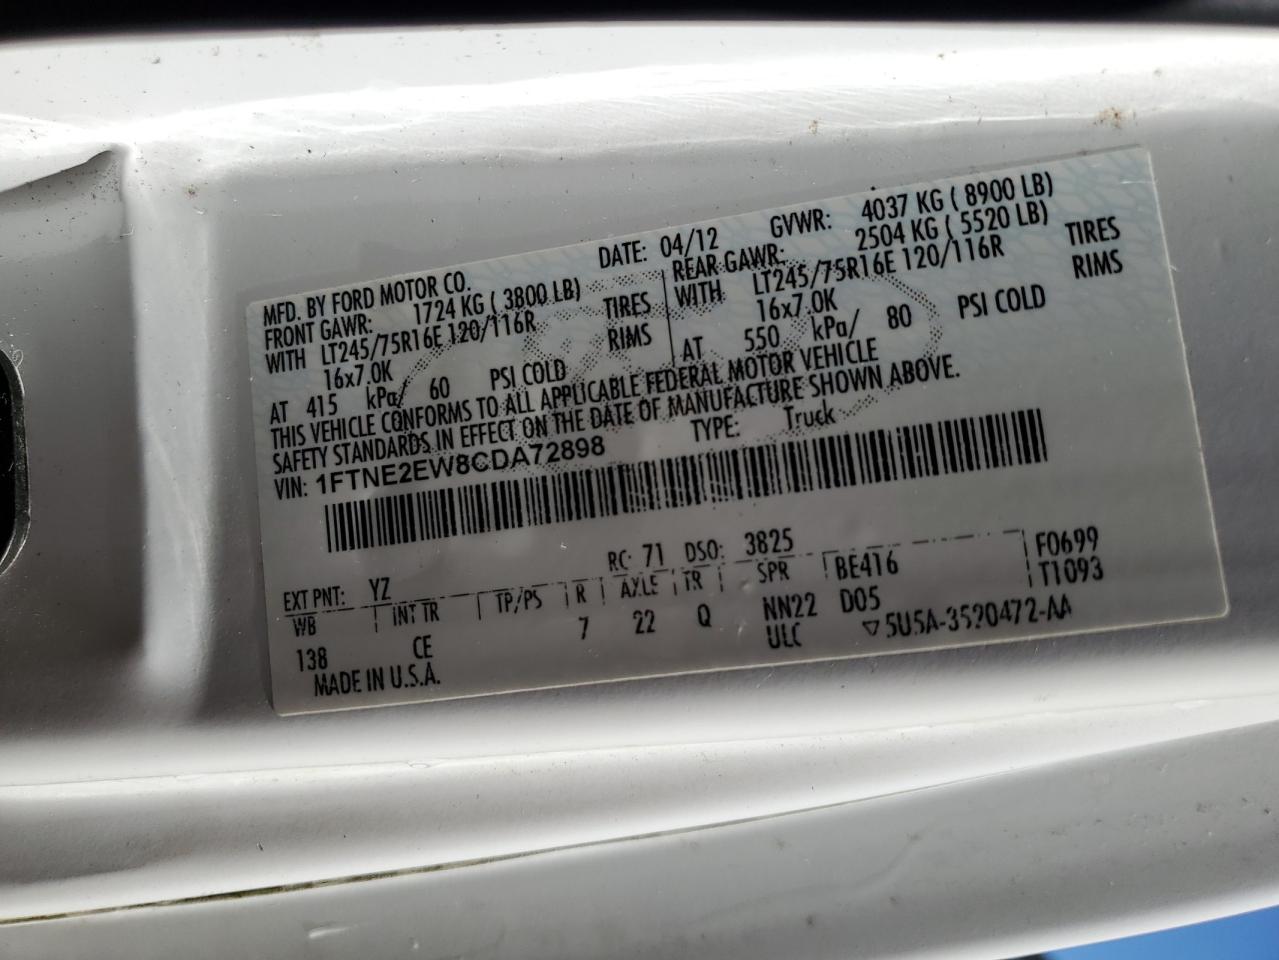 MFD. BY FORD MOTOR CO. DATE: 04/12 GVWR: 4037 KG ( 8900 LB)
FRONT GAWR: 1724 KG ( 3800 LB) REAR GAWR: 2504 KG ( 5520 LB)
WITH LT245/75R16E 120/116R TIRES WITH LT245/75R16E 120/116R TIRES
16x7.0K RIMS 16x7.0K RIMS
AT 415 kPa/ 60 PSI COLD AT 550 kPa/ 80 PSI COLD
THIS VEHICLE CONFORMS TO ALL APPLICABLE FEDERAL MOTOR VEHICLE
SAFETY STANDARDS IN EFFECT ON THE DATE OF MANUFACTURE SHOWN ABOVE.
VIN: 1FTNE2EW8CDA72898 TYPE: Truck
EXT PNT: YZ RC: 71 DSO: 3825
WB INT TR TP/PS R AXLE TR SPR BE416 F0699
138 CE 7 22 Q NN22 D05 T1093
MADE IN U.S.A. ULC ▽5U5A-3520472-AA